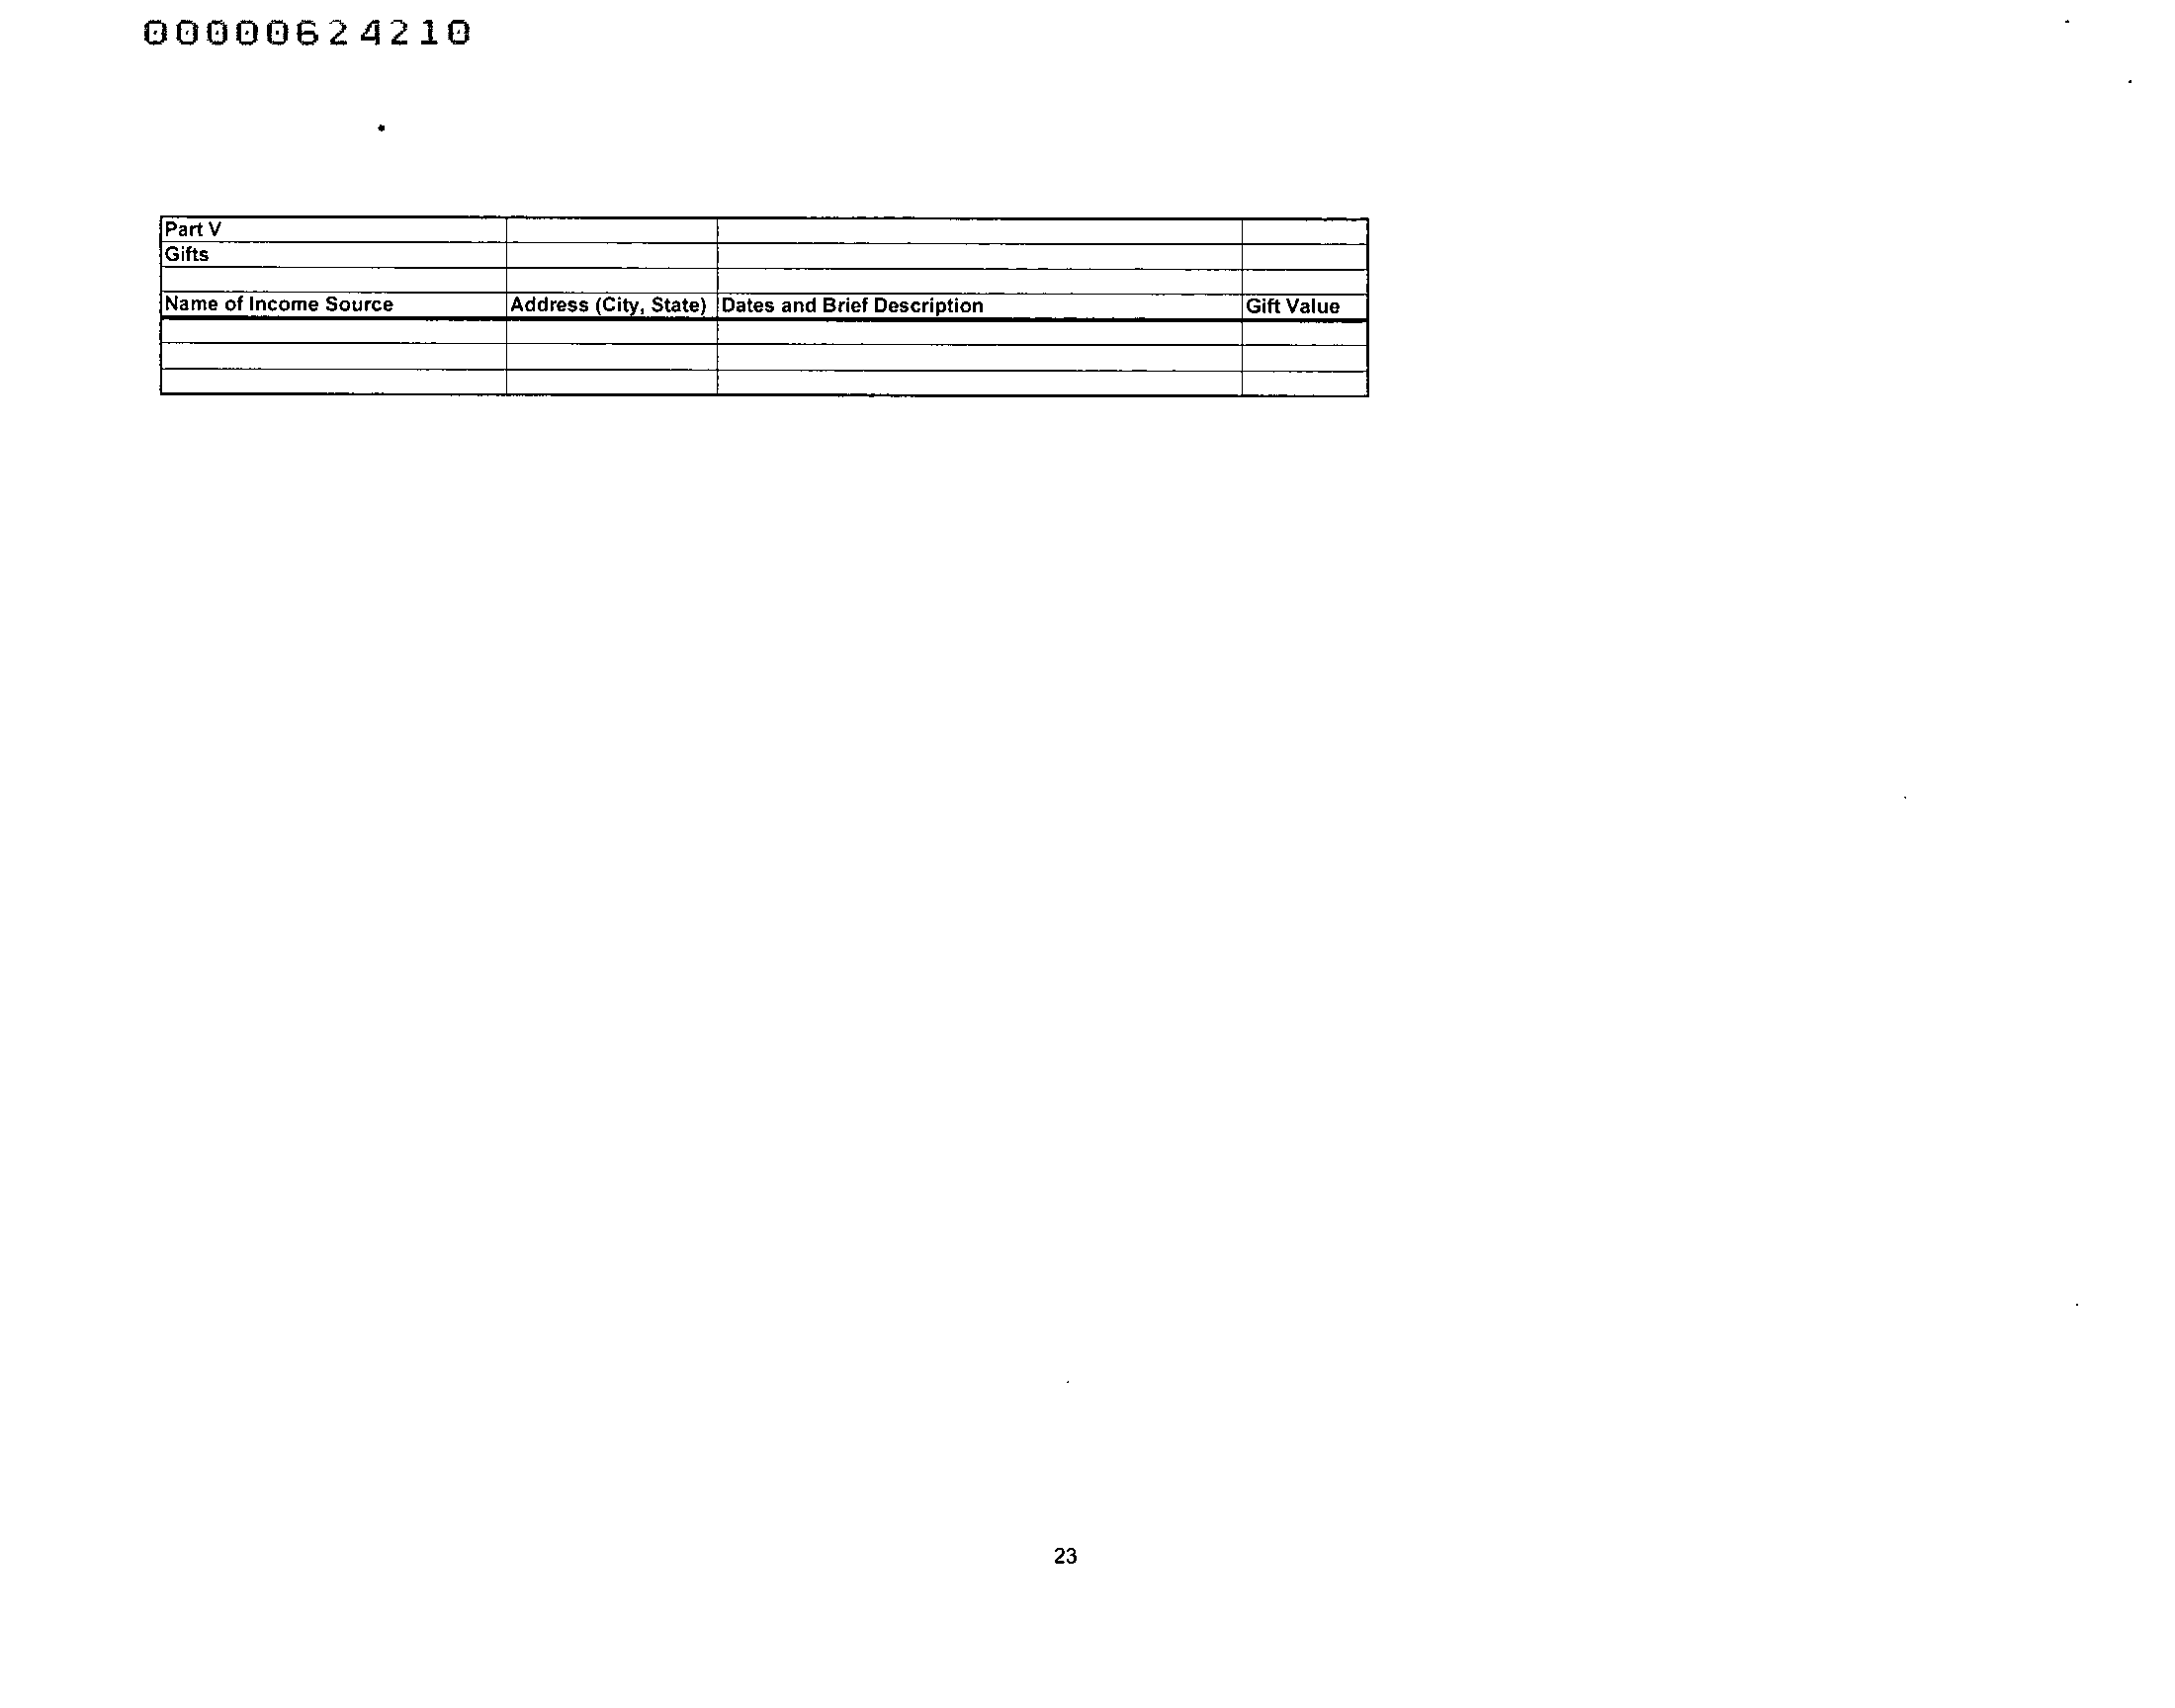 00000624210
Part V
Gifts
Name of Income Source Address (City, State) Dates and Brief Description Gift Value
23